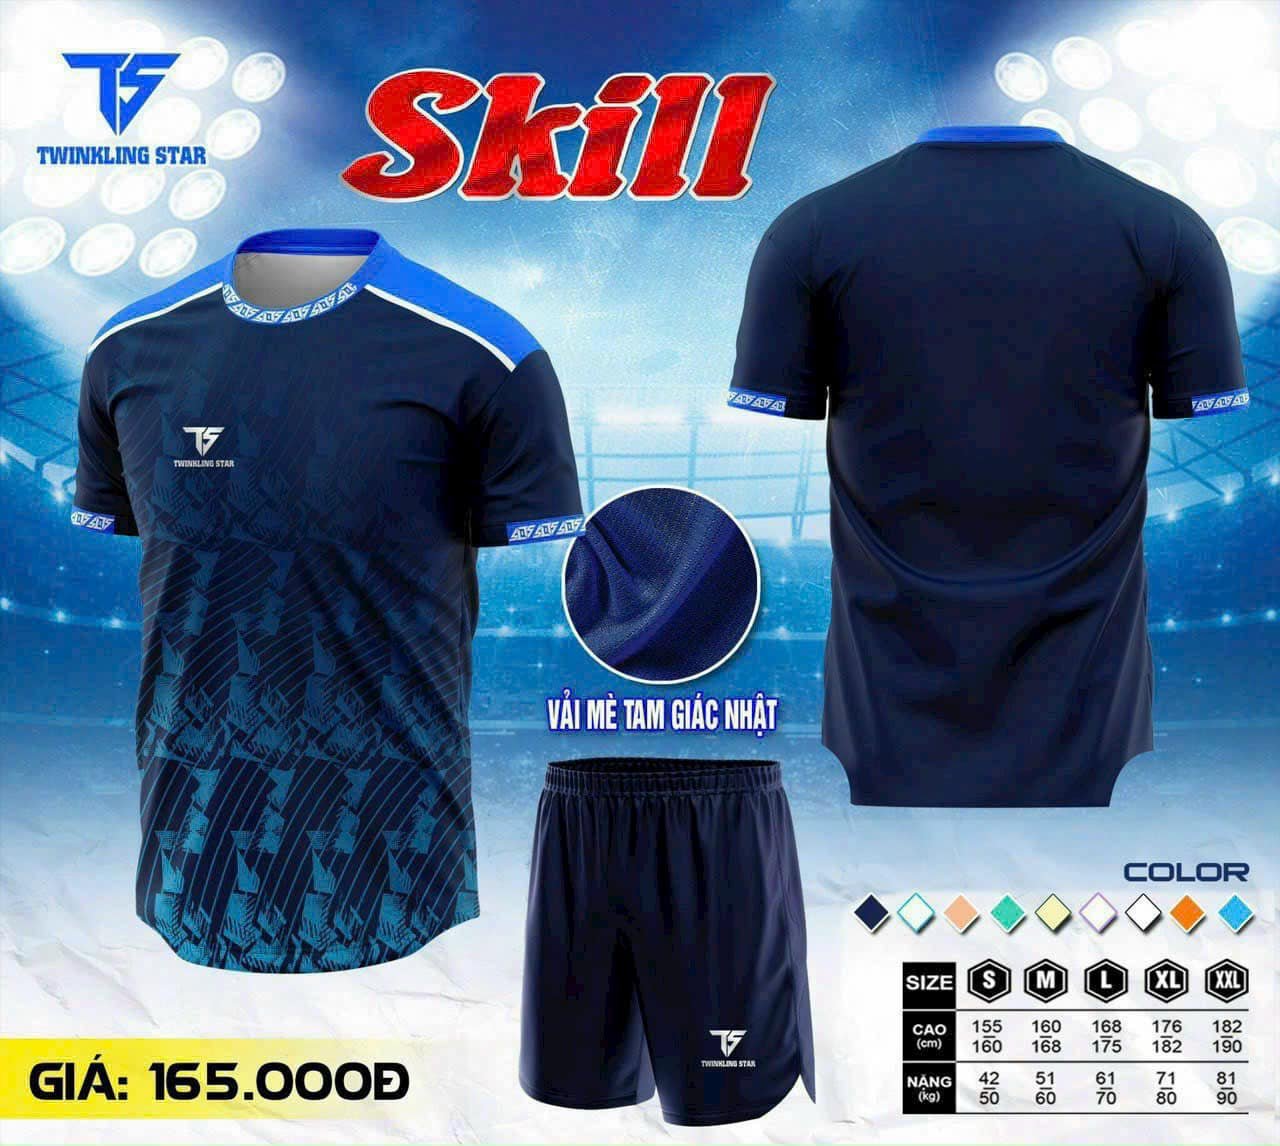 TS
TWINKLING STAR
Skill
TS
TWINKLING STAR
VẢI MÈ TAM GIÁC NHẬT
TS
TWINKLING STAR
COLOR
SIZE S M L XL XXL
CAO (cm) 155 160 168 176 182
160 168 175 182 190
NẶNG (kg) 42 51 61 71 81
50 60 70 80 90
GIÁ: 165.000Đ